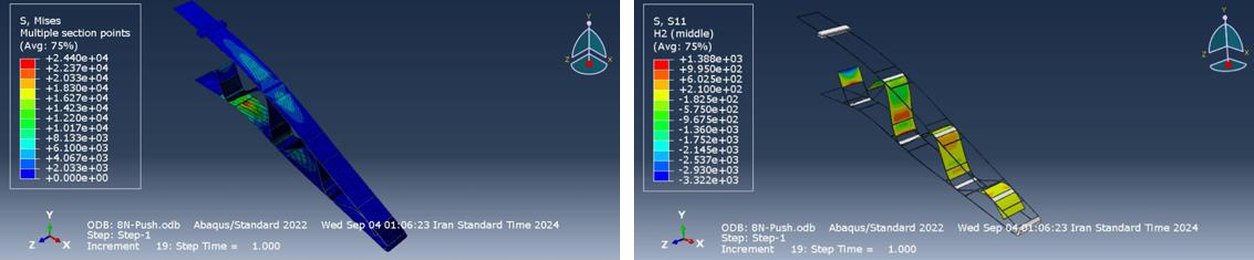 S, Mises
Multiple section points
(Avg: 75%)
+2.440e+04
+2.237e+04
+2.033e+04
+1.830e+04
+1.627e+04
+1.423e+04
+1.220e+04
+1.017e+04
+8.133e+03
+6.100e+03
+4.067e+03
+2.033e+03
+0.000e+00
Y
Z
X
Y
Z
X
ODB: 8N-Push.odb Abaqus/Standard 2022 Wed Sep 04 01:06:23 Iran Standard Time 2024
Step: Step-1
Increment 19: Step Time = 1.000
S, S11
H2 (middle)
(Avg: 75%)
+1.388e+03
+9.950e+02
+6.025e+02
+2.100e+02
-1.825e+02
-5.750e+02
-9.675e+02
-1.360e+03
-1.752e+03
-2.145e+03
-2.537e+03
-2.930e+03
-3.322e+03
Y
Z
X
Y
Z
X
ODB: 8N-Push.odb Abaqus/Standard 2022 Wed Sep 04 01:06:23 Iran Standard Time 2024
Step: Step-1
Increment 19: Step Time = 1.000